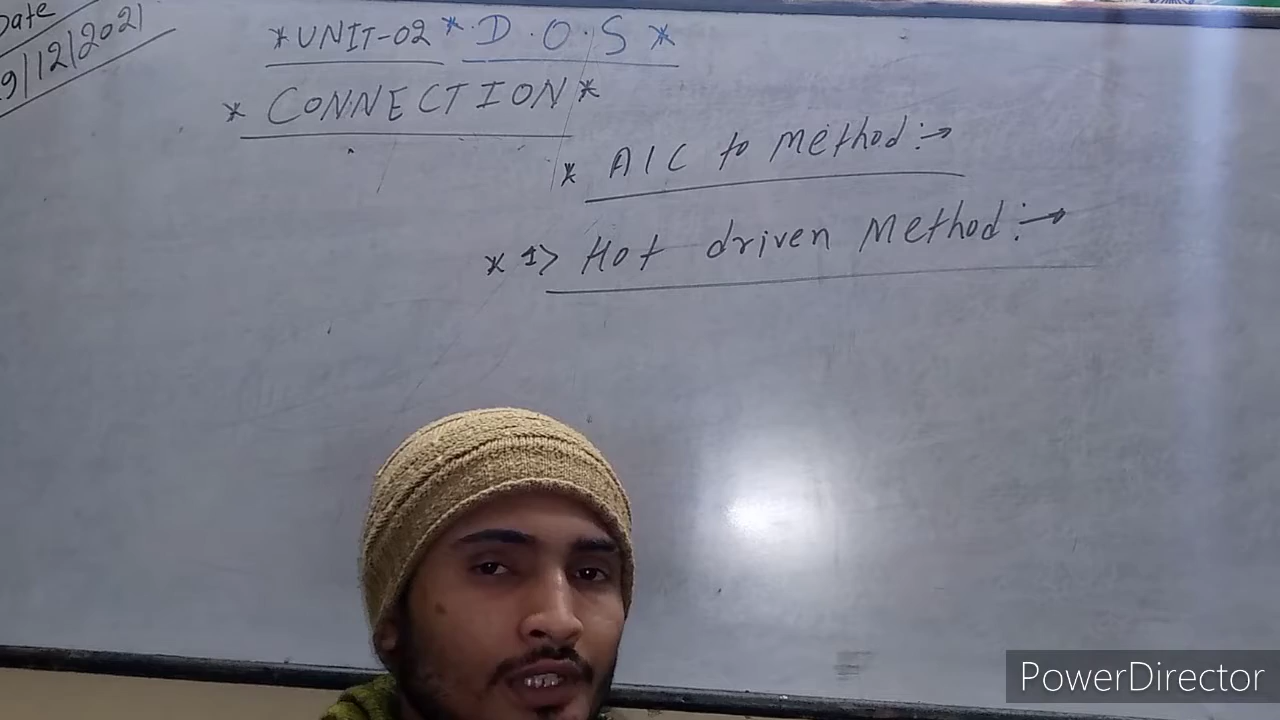 Date
9/12/2021
*UNIT-02 * D.O.S *
* CONNECTION *
* A/C to Method:→
* 1> Hot driven Method:→
PowerDirector